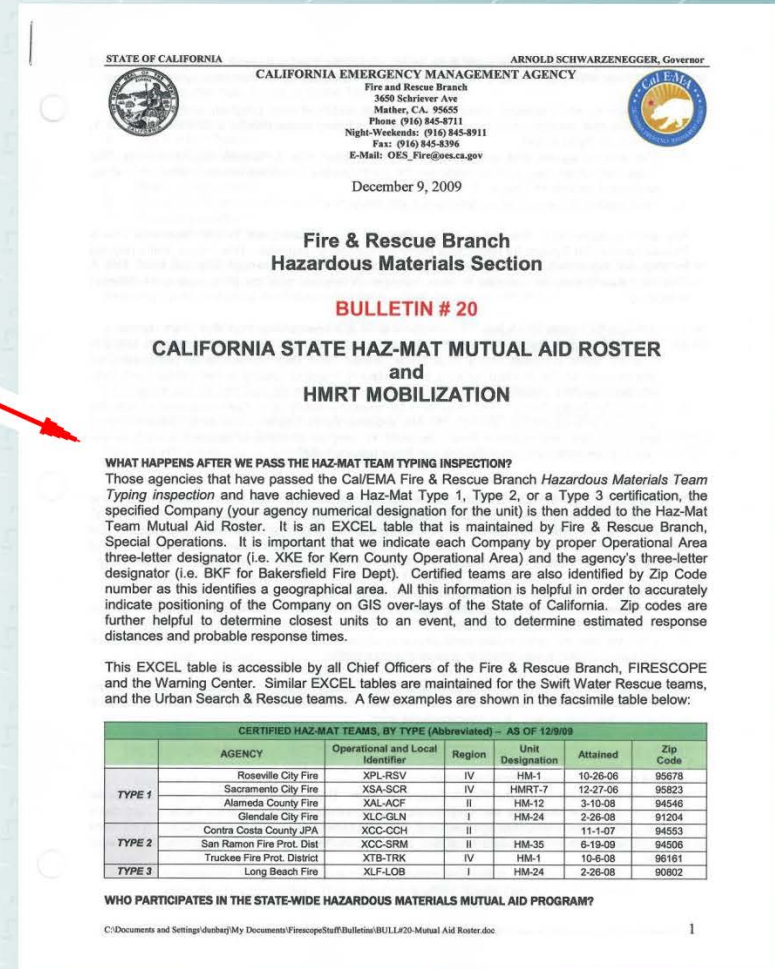 STATE OF CALIFORNIA
ARNOLD SCHWARZENEGGER, Governor
CALIFORNIA EMERGENCY MANAGEMENT AGENCY
Fire and Rescue Branch
3650 Schriever Ave
Mather, CA. 95655
Phone (916) 845-8711
Night-Weekends: (916) 845-8911
Fax: (916) 845-8396
E-Mail: OES_Fire@oes.ca.gov
Cal EMA
December 9, 2009
Fire & Rescue Branch
Hazardous Materials Section
BULLETIN # 20
CALIFORNIA STATE HAZ-MAT MUTUAL AID ROSTER
and
HMRT MOBILIZATION
WHAT HAPPENS AFTER WE PASS THE HAZ-MAT TEAM TYPING INSPECTION?
Those agencies that have passed the Cal/EMA Fire & Rescue Branch Hazardous Materials Team
Typing inspection and have achieved a Haz-Mat Type 1, Type 2, or a Type 3 certification, the
specified Company (your agency numerical designation for the unit) is then added to the Haz-Mat
Team Mutual Aid Roster. It is an EXCEL table that is maintained by Fire & Rescue Branch,
Special Operations. It is important that we indicate each Company by proper Operational Area
three-letter designator (i.e. XKE for Kern County Operational Area) and the agency's three-letter
designator (i.e. BKF for Bakersfield Fire Dept). Certified teams are also identified by Zip Code
number as this identifies a geographical area. All this information is helpful in order to accurately
indicate positioning of the Company on GIS over-lays of the State of California. Zip codes are
further helpful to determine closest units to an event, and to determine estimated response
distances and probable response times.
This EXCEL table is accessible by all Chief Officers of the Fire & Rescue Branch, FIRESCOPE
and the Warning Center. Similar EXCEL tables are maintained for the Swift Water Rescue teams,
and the Urban Search & Rescue teams. A few examples are shown in the facsimile table below:
CERTIFIED HAZ-MAT TEAMS, BY TYPE (Abbreviated) – AS OF 12/9/09
AGENCY Operational and Local Identifier Region Unit Designation Attained Zip Code
TYPE 1 Roseville City Fire XPL-RSV IV HM-1 10-26-06 95678
Sacramento City Fire XSA-SCR IV HMRT-7 12-27-06 95823
Alameda County Fire XAL-ACF II HM-12 3-10-08 94546
Glendale City Fire XLC-GLN I HM-24 2-26-08 91204
TYPE 2 Contra Costa County JPA XCC-CCH II 11-1-07 94553
San Ramon Fire Prot. Dist XCC-SRM II HM-35 6-19-09 94506
Truckee Fire Prot. District XTB-TRK IV HM-1 10-6-08 96161
TYPE 3 Long Beach Fire XLF-LOB I HM-24 2-26-08 90802
WHO PARTICIPATES IN THE STATE-WIDE HAZARDOUS MATERIALS MUTUAL AID PROGRAM?
C:\Documents and Settings\dunbarj\My Documents\FirescopeStuff\Bulletins\BULL#20-Mutual Aid Roster.doc
1